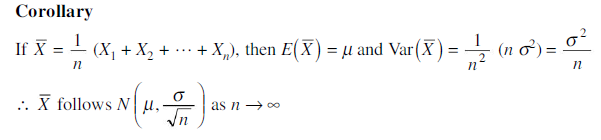 Corollary
If X̄ = 1/n (X₁ + X₂ + ⋯ + Xₙ), then E(X̄) = μ and Var(X̄) = 1/n² (n σ²) = σ²/n
∴ X̄ follows N(μ, σ/√n) as n → ∞